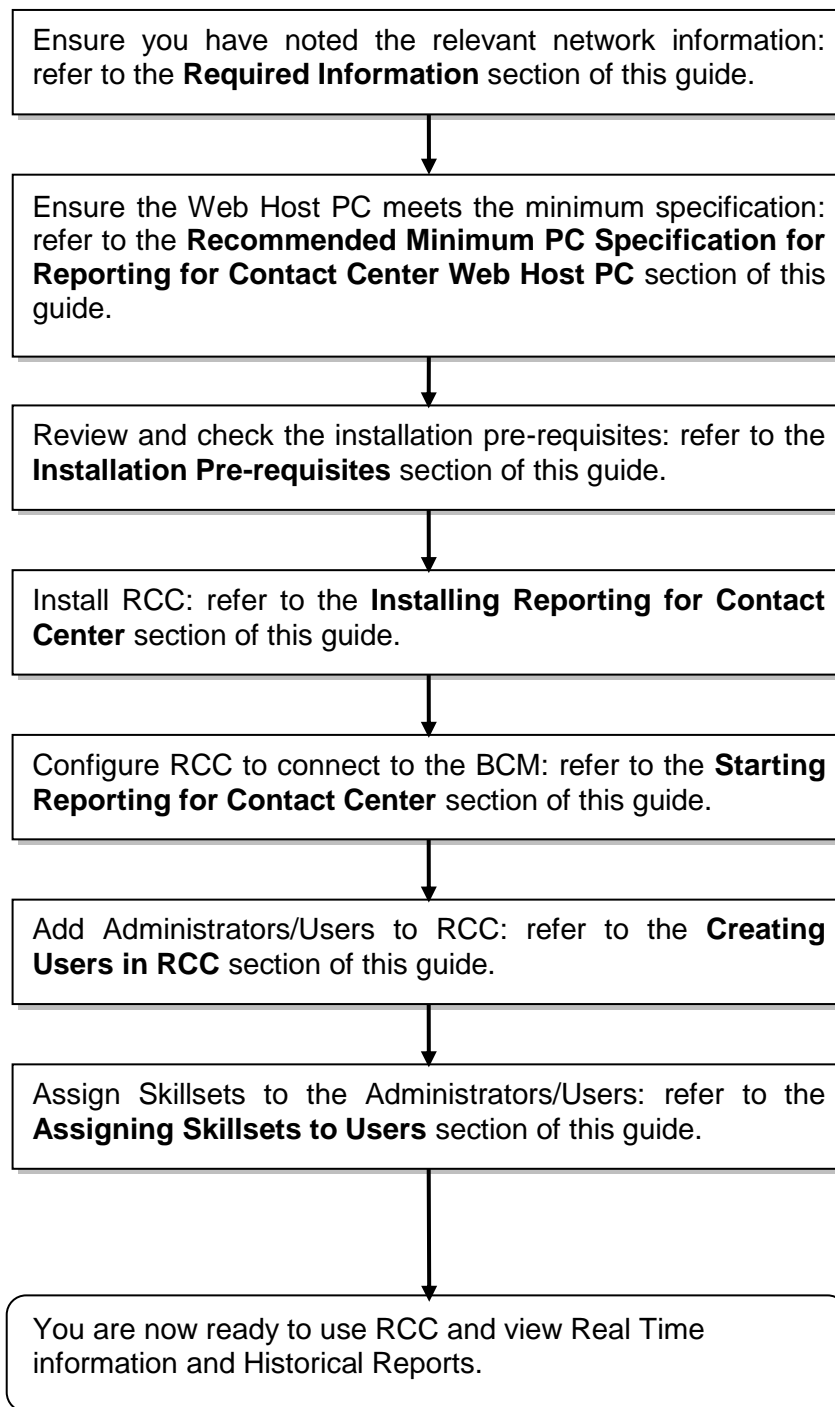 Ensure you have noted the relevant network information:
refer to the Required Information section of this guide.
Ensure the Web Host PC meets the minimum specification:
refer to the Recommended Minimum PC Specification for
Reporting for Contact Center Web Host PC section of this
guide.
Review and check the installation pre-requisites: refer to the
Installation Pre-requisites section of this guide.
Install RCC: refer to the Installing Reporting for Contact
Center section of this guide.
Configure RCC to connect to the BCM: refer to the Starting
Reporting for Contact Center section of this guide.
Add Administrators/Users to RCC: refer to the Creating
Users in RCC section of this guide.
Assign Skillsets to the Administrators/Users: refer to the
Assigning Skillsets to Users section of this guide.
You are now ready to use RCC and view Real Time
information and Historical Reports.